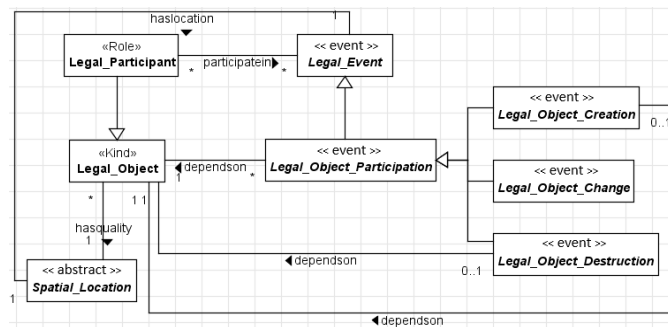 haslocation
1
«Role»
Legal_Participant
participatein
*
*
<< event >>
Legal_Event
<< event >>
Legal_Object_Creation
0..1
«Kind»
Legal_Object
dependson
1
*
<< event >>
Legal_Object_Participation
<< event >>
Legal_Object_Change
*
1 1
hasquality
1
<< event >>
Legal_Object_Destruction
0..1
dependson
<< abstract >>
Spatial_Location
1
dependson